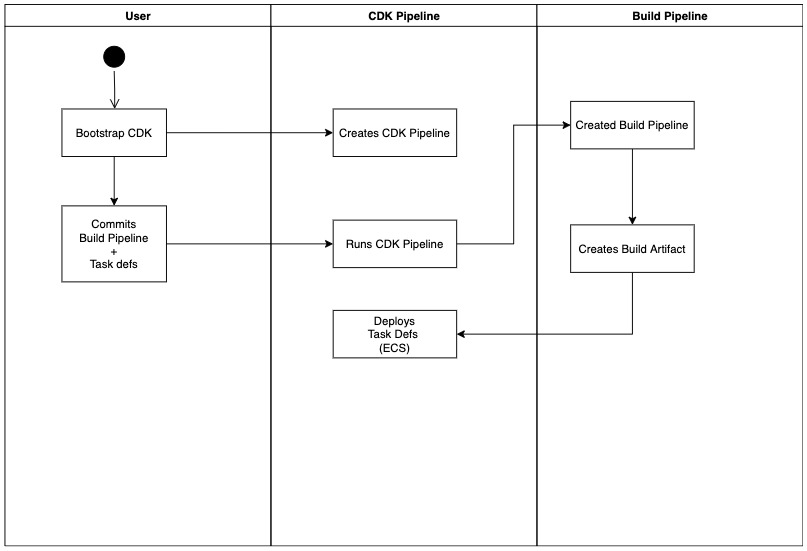 User
CDK Pipeline
Build Pipeline
Bootstrap CDK
Creates CDK Pipeline
Created Build Pipeline
Commits
Build Pipeline
+
Task defs
Runs CDK Pipeline
Creates Build Artifact
Deploys
Task Defs
(ECS)